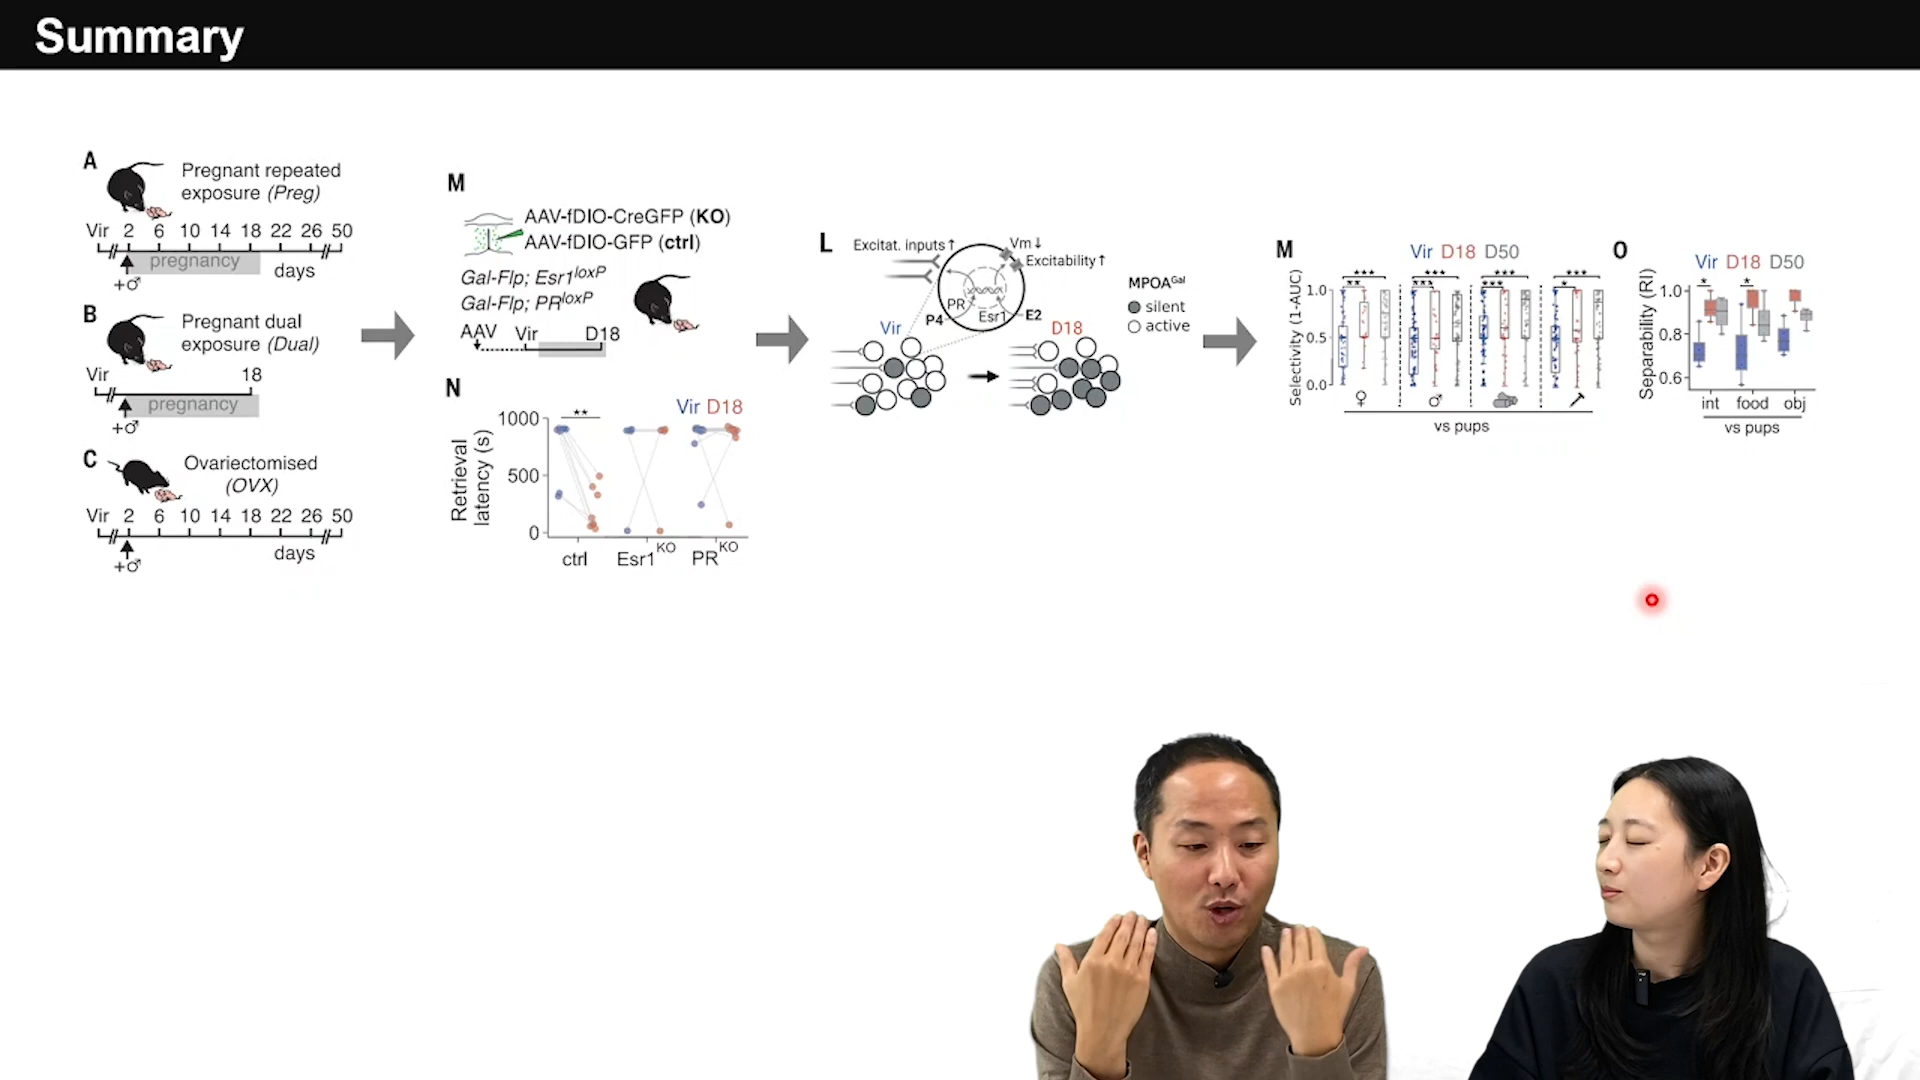 Summary
A
Pregnant repeated
exposure (Preg)
Vir 2 6 10 14 18 22 26 50
pregnancy
days
+♂
B
Pregnant dual
exposure (Dual)
Vir 18
pregnancy
+♂
C
Ovariectomised
(OVX)
Vir 2 6 10 14 18 22 26 50
days
+♂
M
AAV-fDIO-CreGFP (KO)
AAV-fDIO-GFP (ctrl)
Gal-Flp; Esr1loxP
Gal-Flp; PRloxP
AAV Vir D18
N
Vir D18
Retrieval
latency (s)
1000
500
0
**
ctrl Esr1KO PRKO
L
Excitat. inputs↑
Vm↓
Excitability↑
PR
Esr1
P4
E2
MPOAGal
silent
active
Vir
D18
M
Vir D18 D50
Selectivity (1-AUC)
1.0
0.5
0.0
*** *** *** ***
** *** *** *
♀ ♂
vs pups
O
Vir D18 D50
Separability (RI)
1.0
0.8
0.6
* *
int food obj
vs pups